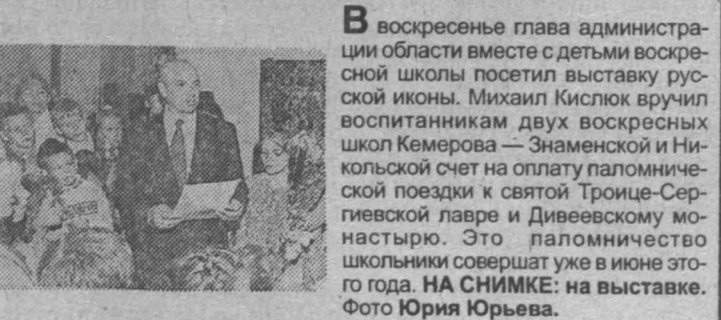 В воскресенье глава администра-
ции области вместе с детьми воскре-
сной школы посетил выставку рус-
ской иконы. Михаил Кислюк вручил
воспитанникам двух воскресных
школ Кемерова — Знаменской и Ни-
кольской счет на оплату паломниче-
ской поездки к святой Троице-Сер-
гиевской лавре и Дивеевскому мо-
настырю. Это паломничество
школьники совершат уже в июне это-
го года. НА СНИМКЕ: на выставке.
Фото Юрия Юрьева.